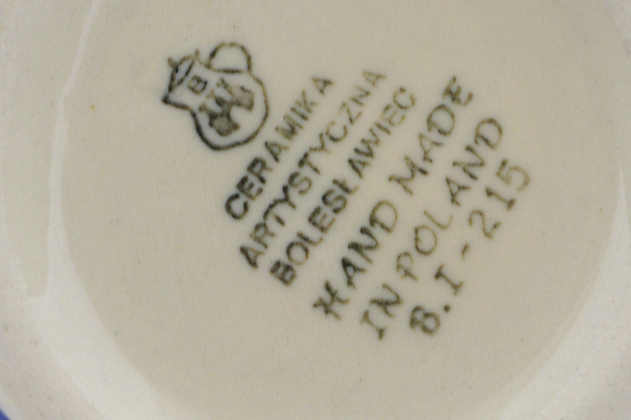 B
CERAMIKA
ARTYSTYCZNA
BOLESŁAWIEC
HAND MADE
IN POLAND
B.I-215